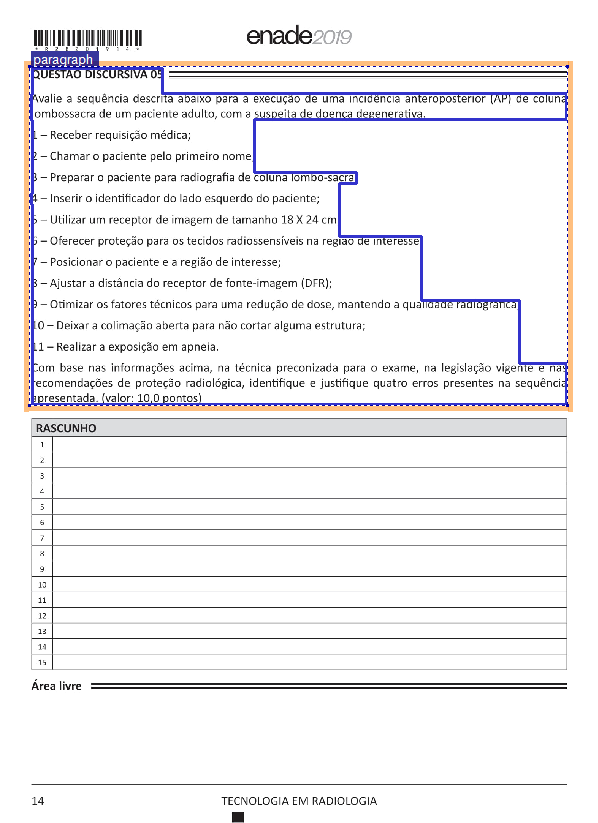 enade2019
paragraph
QUESTÃO DISCURSIVA 05
Avalie a sequência descrita abaixo para a execução de uma incidência anteroposterior (AP) de coluna
lombossacra de um paciente adulto, com a suspeita de doença degenerativa.
1 – Receber requisição médica;
2 – Chamar o paciente pelo primeiro nome;
3 – Preparar o paciente para radiografia de coluna lombo-sacra;
4 – Inserir o identificador do lado esquerdo do paciente;
5 – Utilizar um receptor de imagem de tamanho 18 X 24 cm;
6 – Oferecer proteção para os tecidos radiossensíveis na região de interesse;
7 – Posicionar o paciente e a região de interesse;
8 – Ajustar a distância do receptor de fonte-imagem (DFR);
9 – Otimizar os fatores técnicos para uma redução de dose, mantendo a qualidade radiográfica;
10 – Deixar a colimação aberta para não cortar alguma estrutura;
11 – Realizar a exposição em apneia.
Com base nas informações acima, na técnica preconizada para o exame, na legislação vigente e nas
recomendações de proteção radiológica, identifique e justifique quatro erros presentes na sequência
apresentada. (valor: 10,0 pontos)
RASCUNHO
1
2
3
4
5
6
7
8
9
10
11
12
13
14
15
Área livre
14
TECNOLOGIA EM RADIOLOGIA